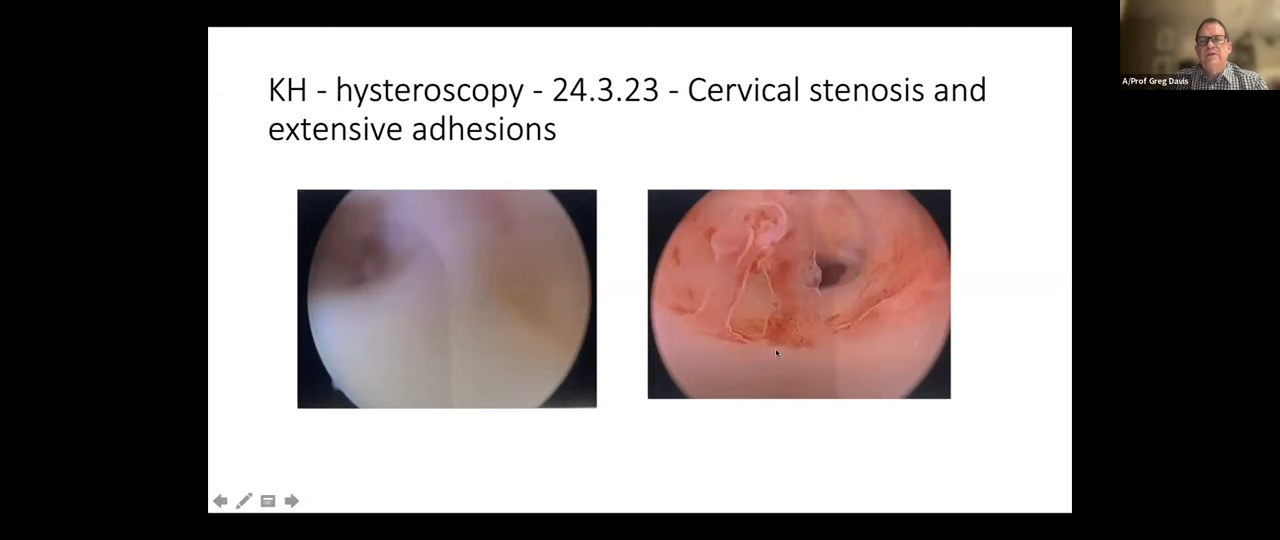 KH - hysteroscopy - 24.3.23 - Cervical stenosis and
extensive adhesions
A/Prof Greg Davis